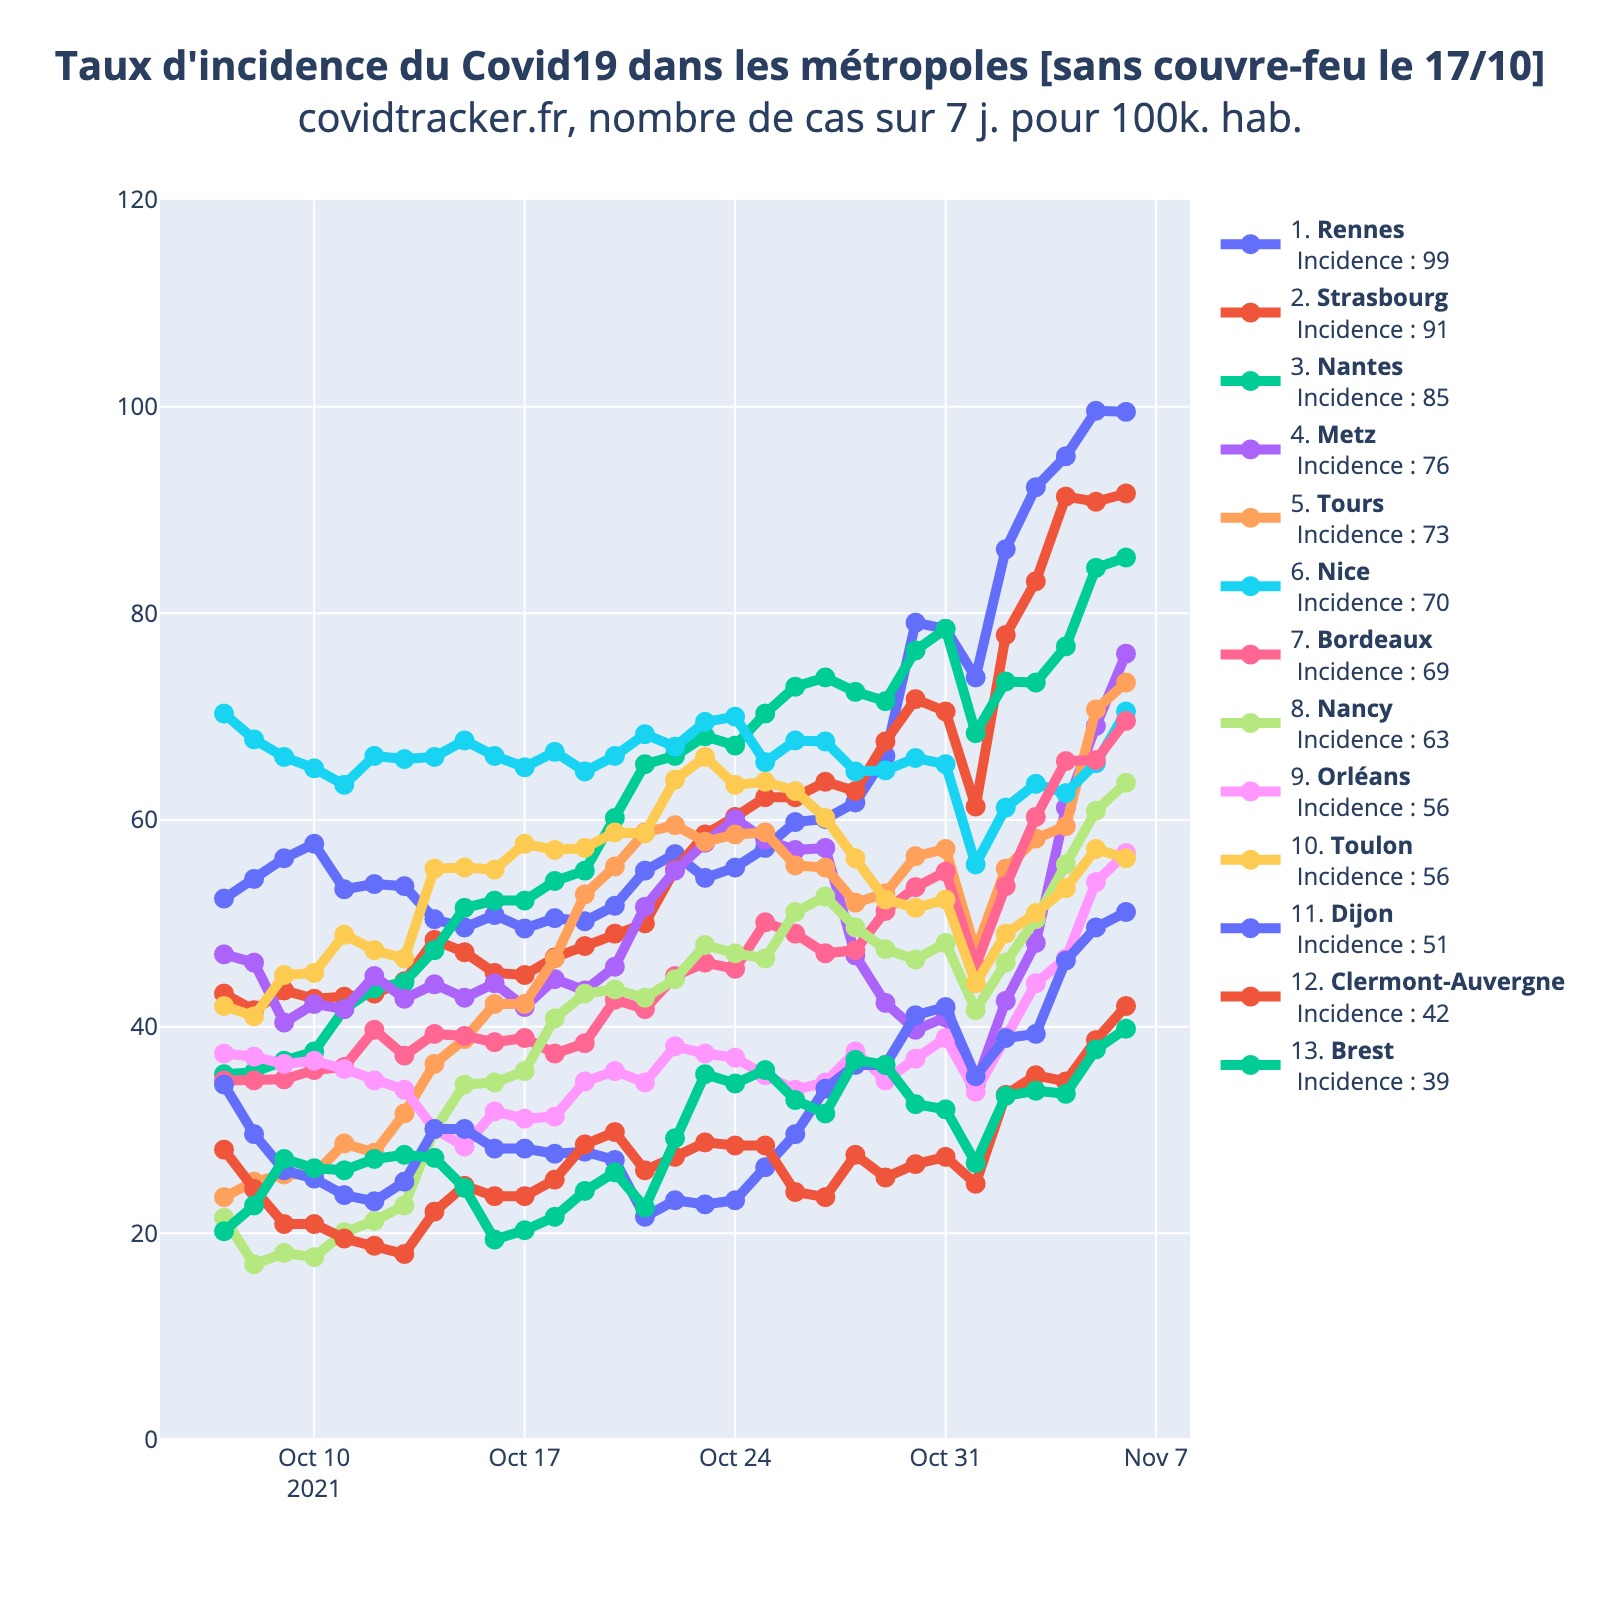 Taux d'incidence du Covid19 dans les métropoles [sans couvre-feu le 17/10]
covidtracker.fr, nombre de cas sur 7 j. pour 100k. hab.
120
100
80
60
40
20
0
Oct 10
2021
Oct 17
Oct 24
Oct 31
Nov 7
1. Rennes
Incidence : 99
2. Strasbourg
Incidence : 91
3. Nantes
Incidence : 85
4. Metz
Incidence : 76
5. Tours
Incidence : 73
6. Nice
Incidence : 70
7. Bordeaux
Incidence : 69
8. Nancy
Incidence : 63
9. Orléans
Incidence : 56
10. Toulon
Incidence : 56
11. Dijon
Incidence : 51
12. Clermont-Auvergne
Incidence : 42
13. Brest
Incidence : 39